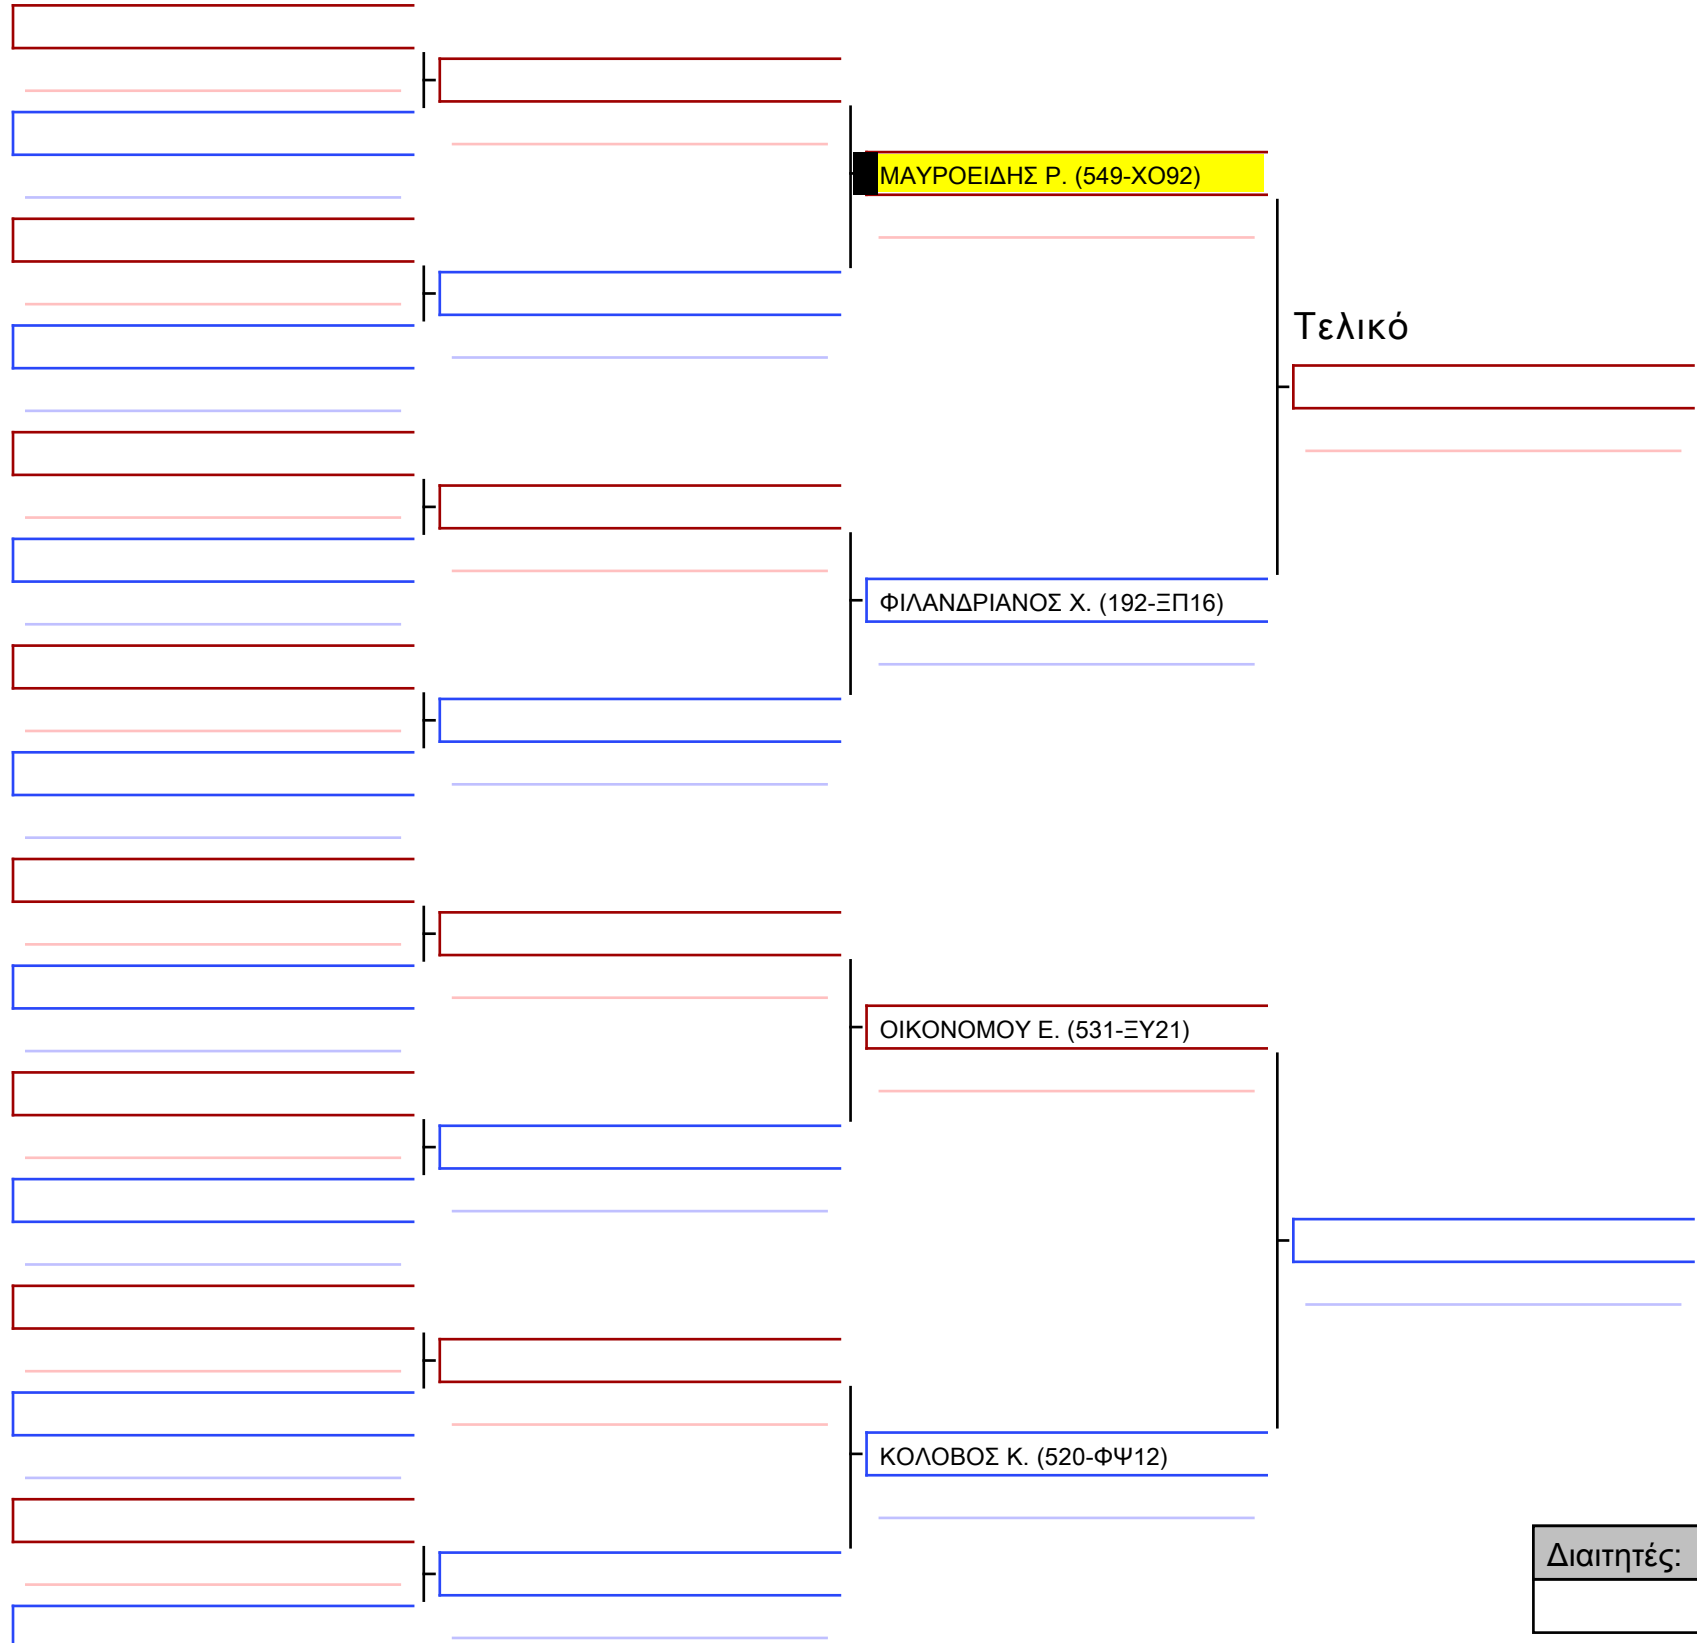 ΜΑΥΡΟΕΙΔΗΣ Ρ. (549-ΧΟ92)
Τελικό
ΦΙΛΑΝΔΡΙΑΝΟΣ Χ. (192-ΞΠ16)
ΟΙΚΟΝΟΜΟΥ Ε. (531-ΞΥ21)
ΚΟΛΟΒΟΣ Κ. (520-ΦΨ12)
Διαιτητές: